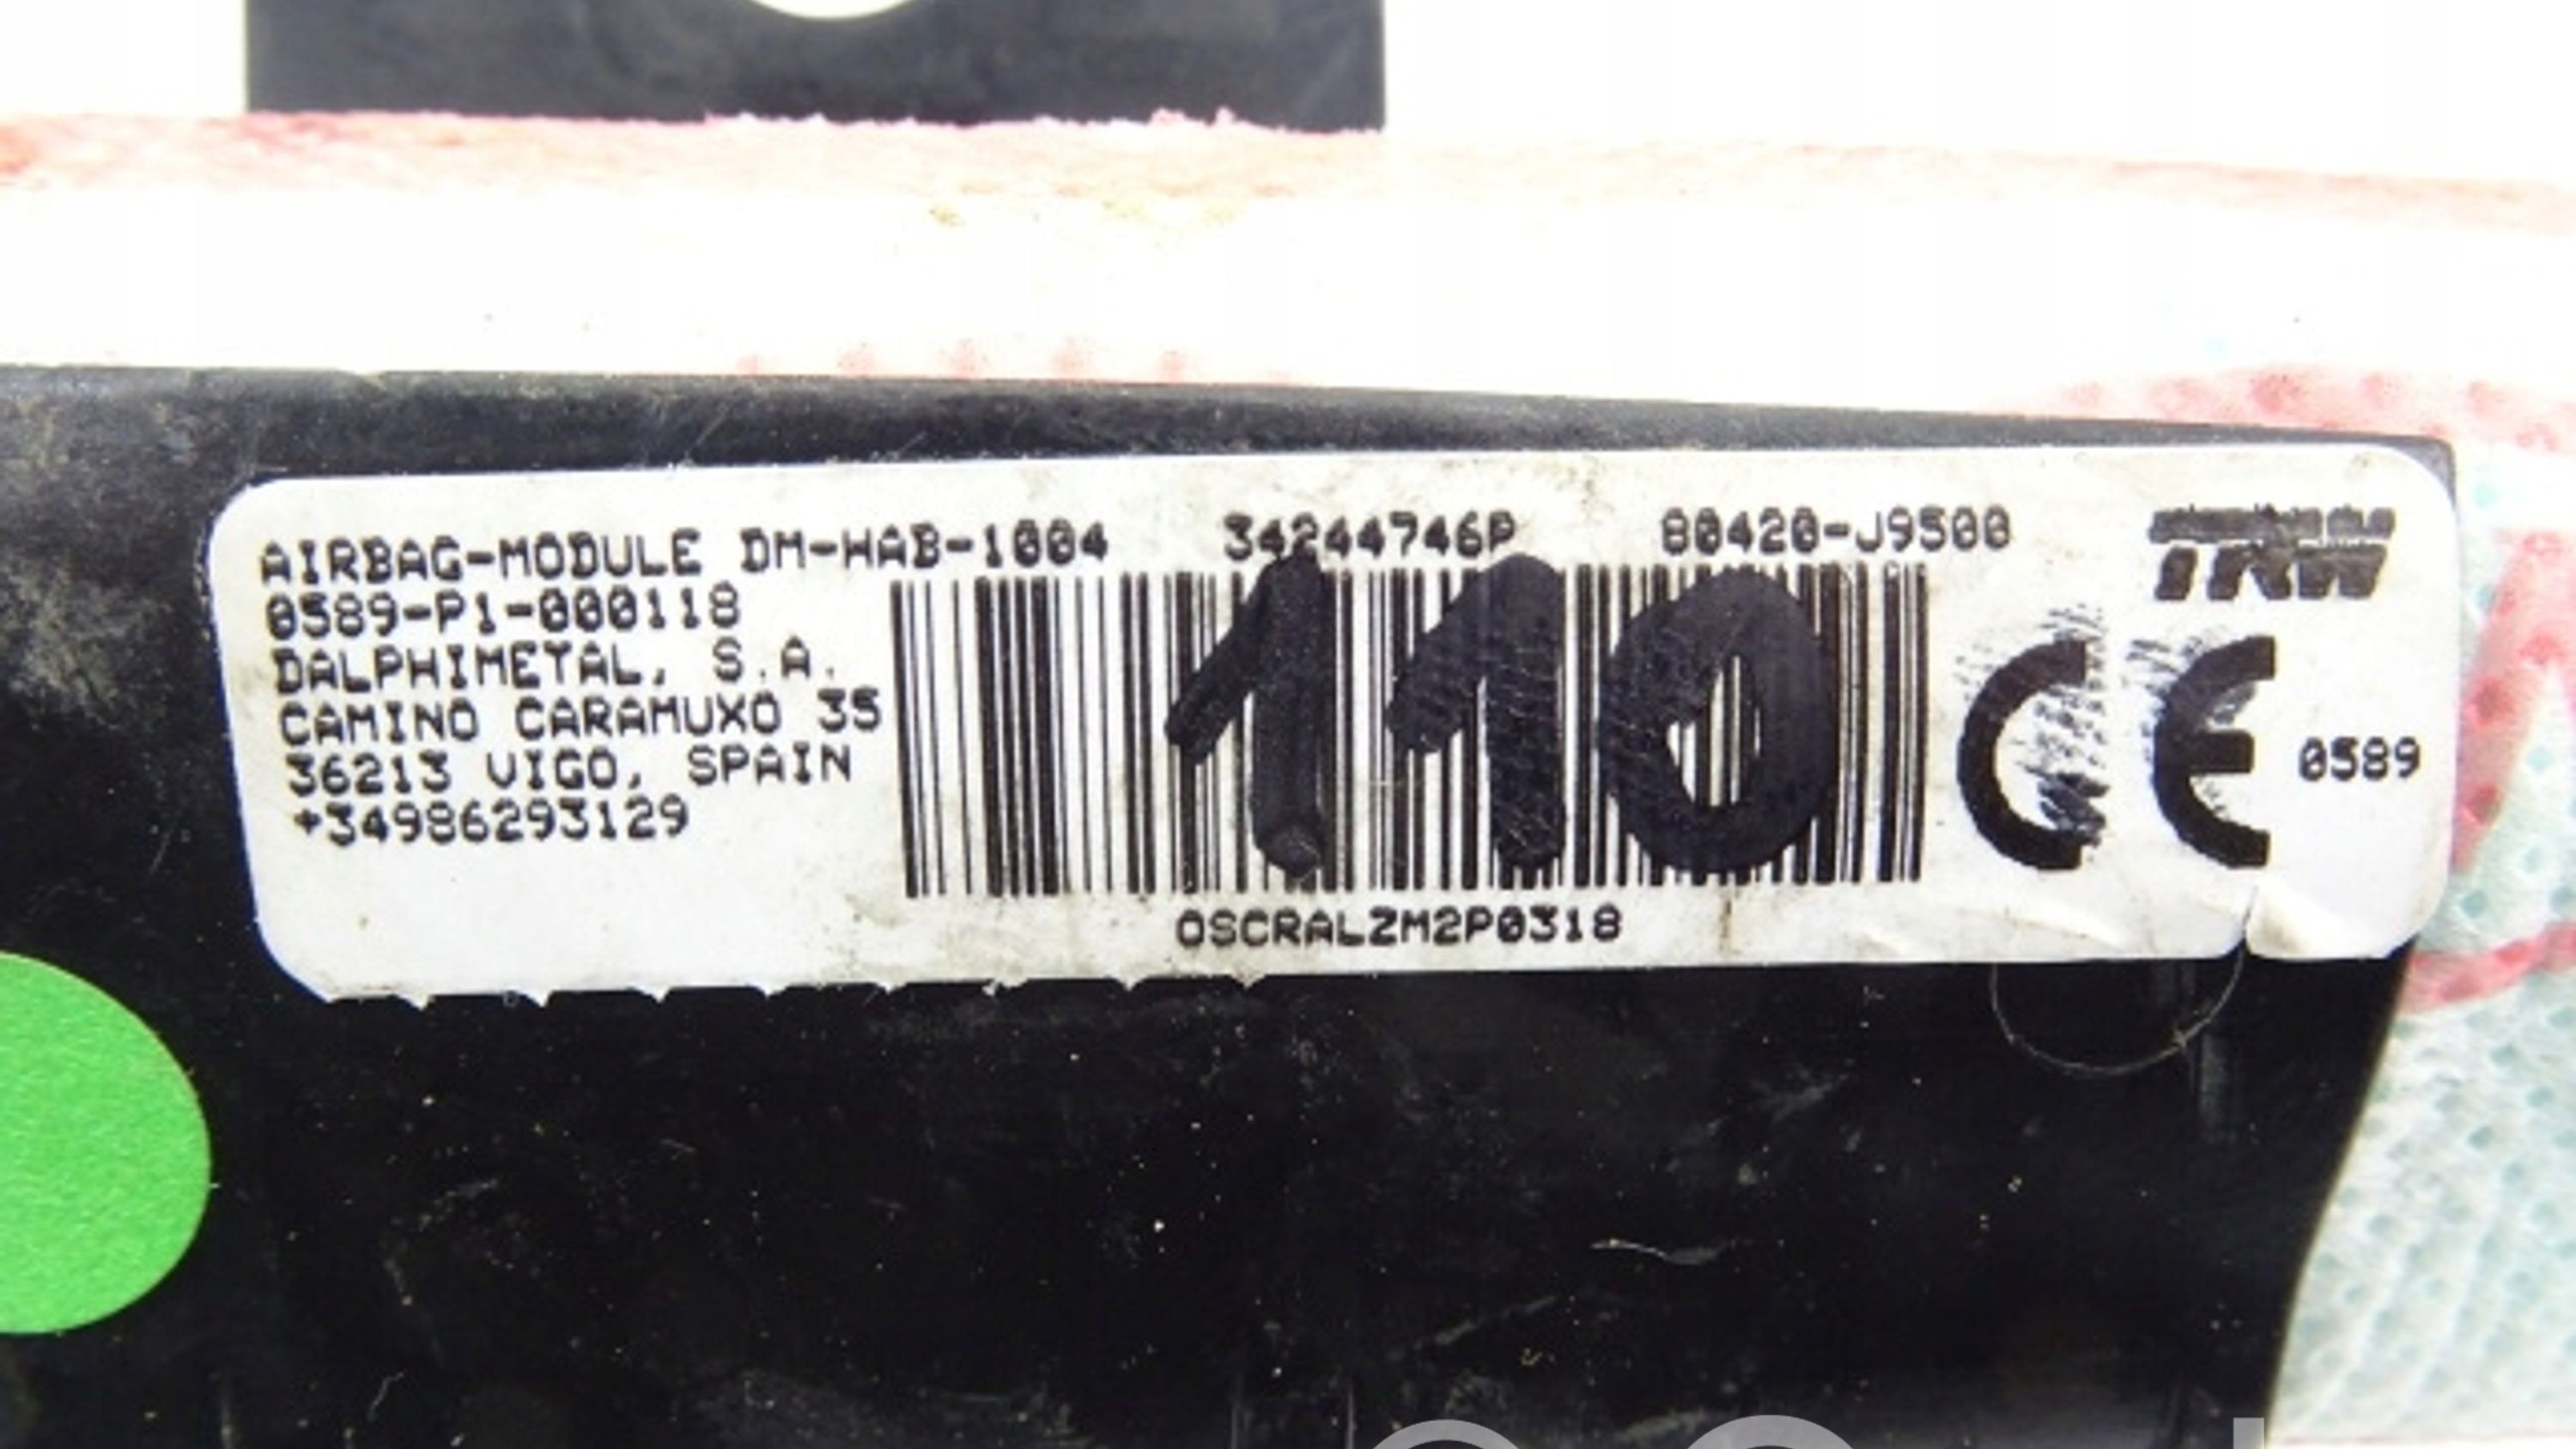 AIRBAG-MODULE DM-HAB-1004 34244746P 80420-J9500
0589-P1-000118
DALPHIMETAL, S.A.
CAMINO CARAMUXO 35
36213 VIGO, SPAIN
+34986293129
TRW
110
CE 0589
OSCRALZM2P0318